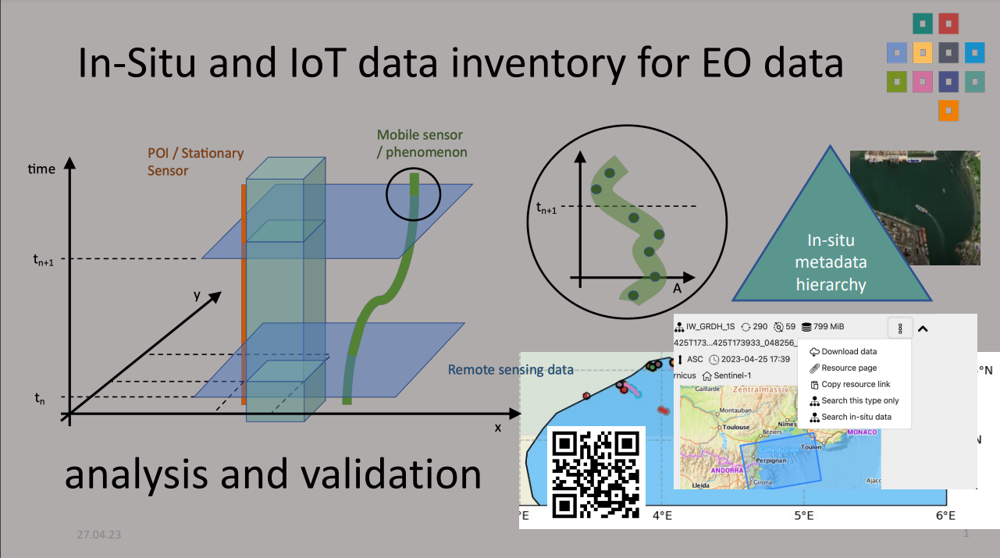 In-Situ and IoT data inventory for EO data
POI / Stationary
Sensor
Mobile sensor
/ phenomenon
time
tn+1
y
tn
x
Remote sensing data
tn+1
A
In-situ
metadata
hierarchy
IW_GRDH_1S 290 59 799 MiB
425T173...425T173933_048256_
ASC 2023-04-25 17:39
rnicus Sentinel-1
Download data
Resource page
Copy resource link
Search this type only
Search in-situ data
Gaillarde
Zentralmassiv
Montauban
Toulouse
Nîmes
Béziers
MONACO
Toulon
Golfe du Lion
Perpignan
ANDORRA
Girona
Lleida
Ajacc
°N
N
°E
4°E
5°E
6°E
analysis and validation
27.04.23
1